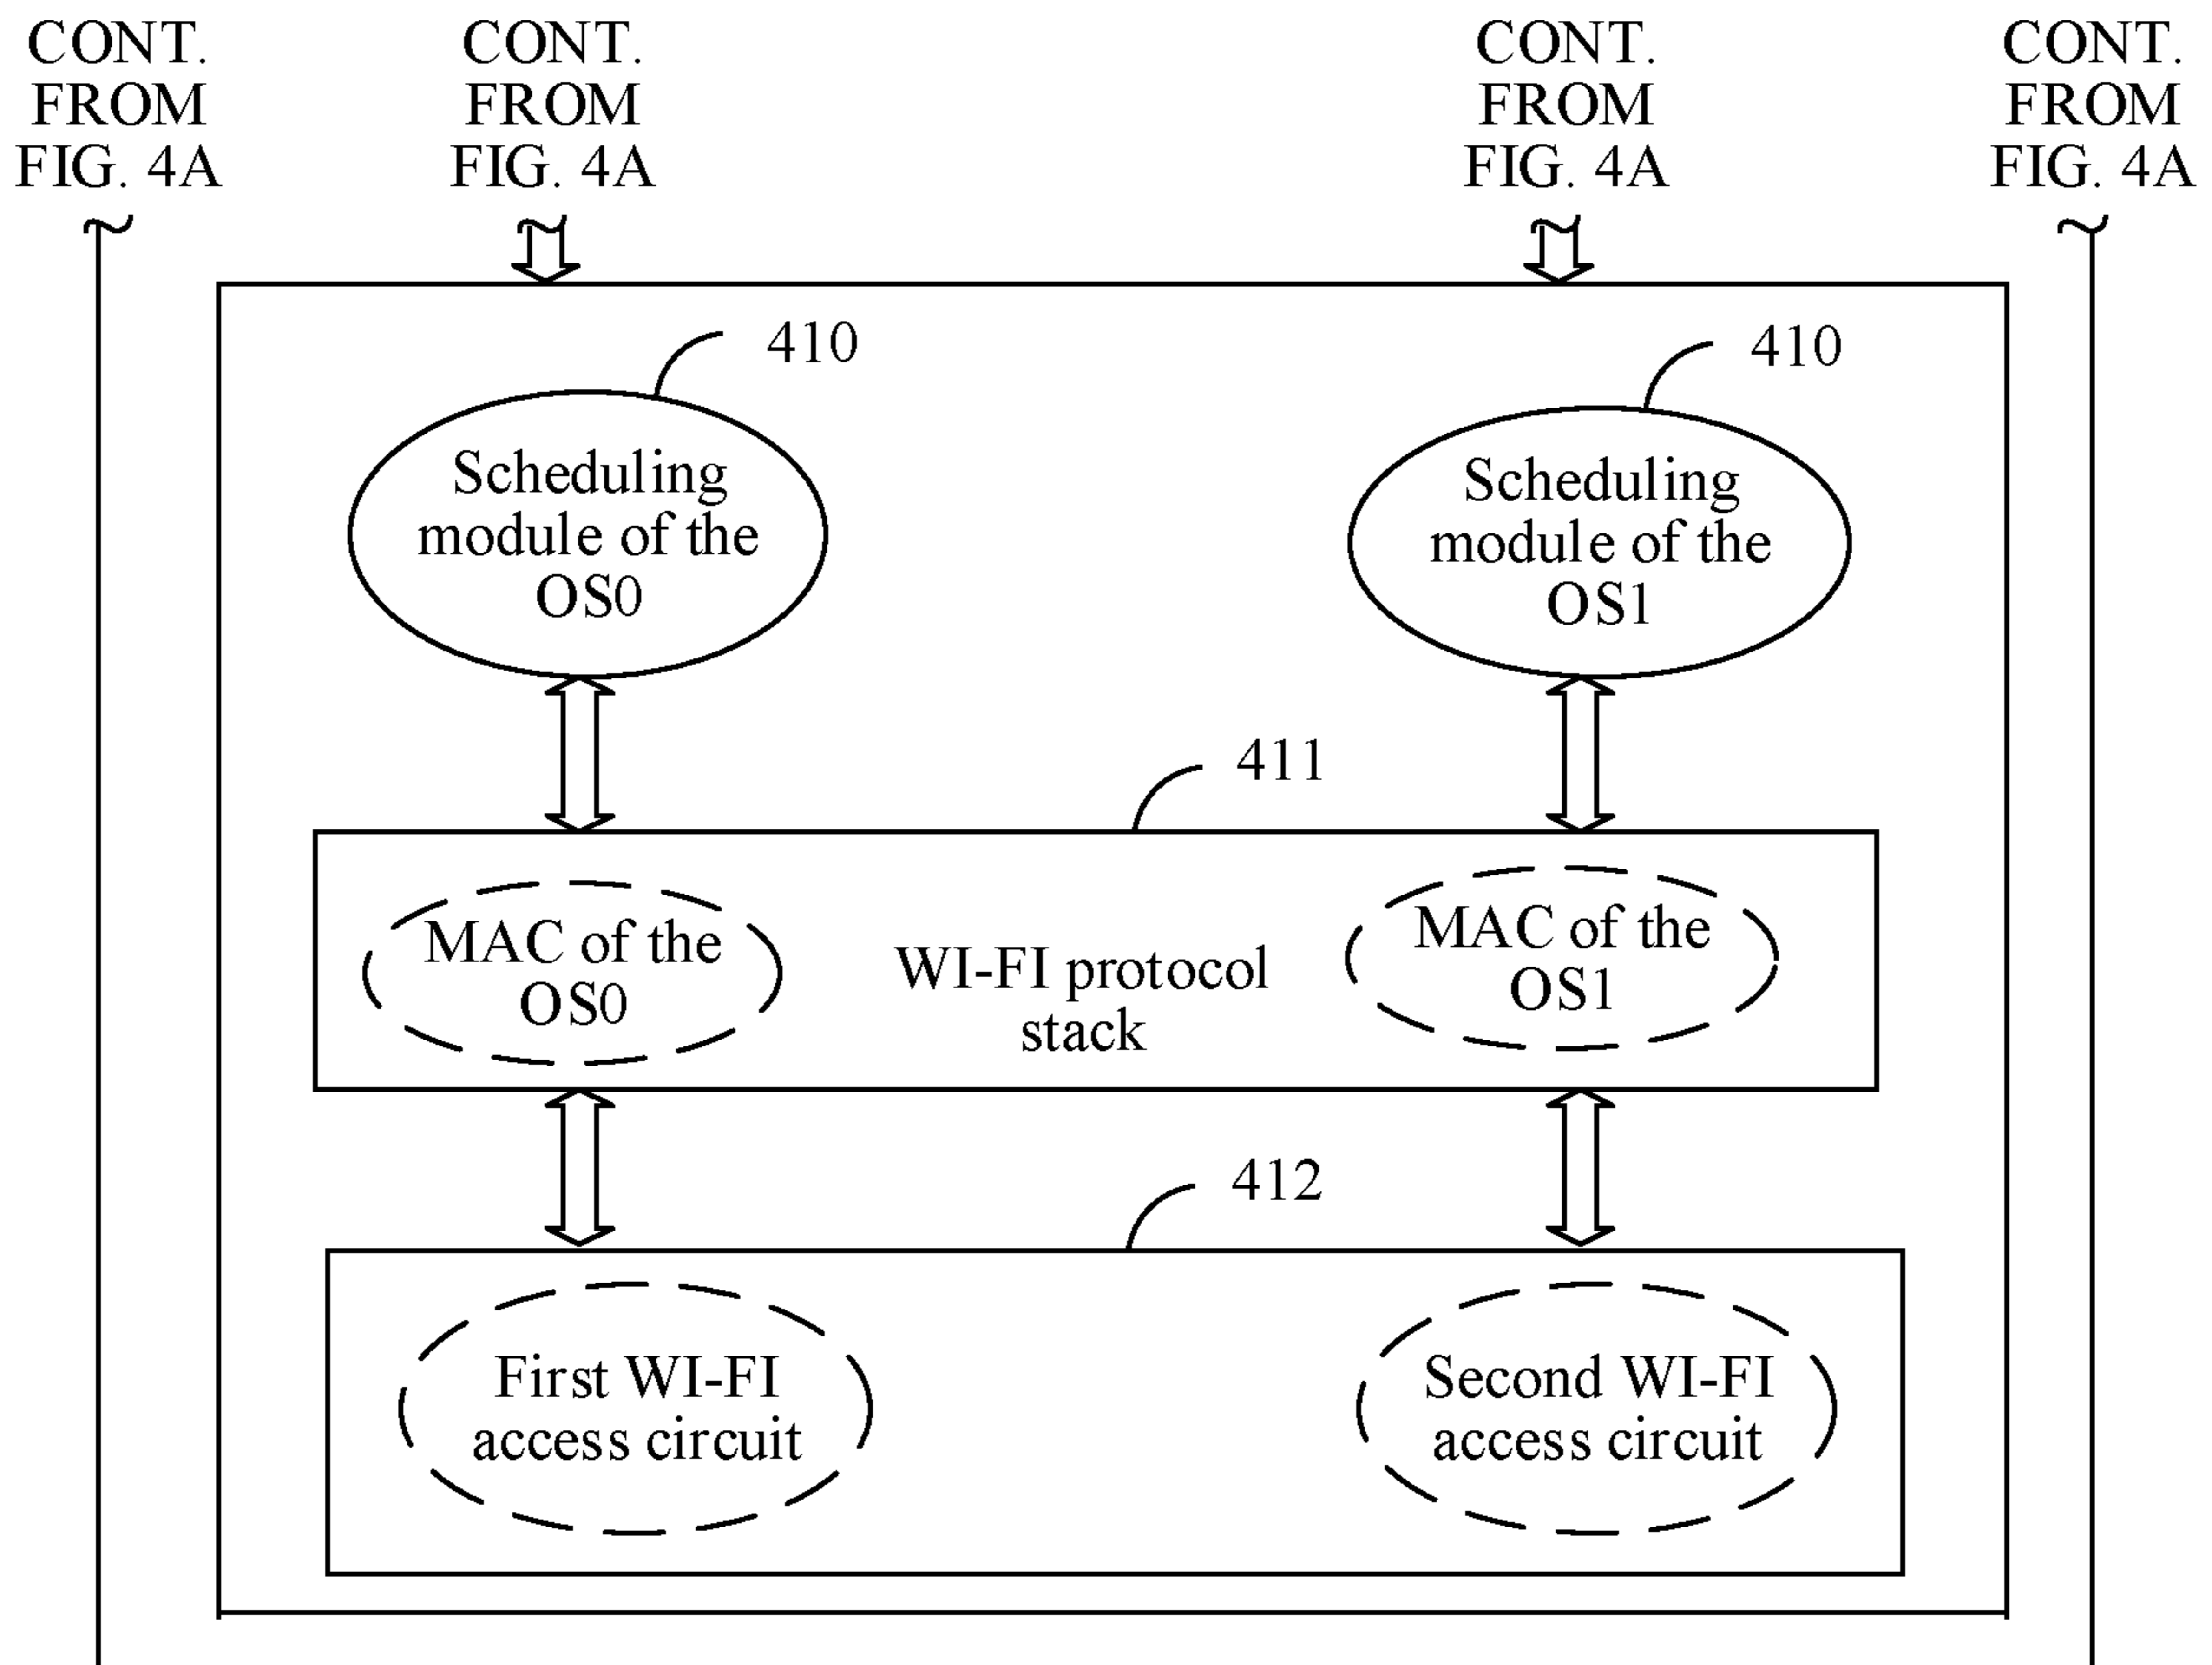 CONT.
FROM
FIG. 4A
CONT.
FROM
FIG. 4A
CONT.
FROM
FIG. 4A
CONT.
FROM
FIG. 4A
410
Scheduling
module of the
OS0
410
Scheduling
module of the
OS1
411
MAC of the
OS0
WI-FI protocol
stack
MAC of the
OS1
412
First WI-FI
access circuit
Second WI-FI
access circuit